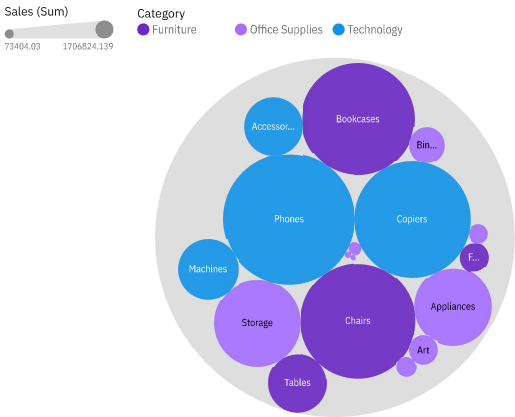 Sales (Sum)
73404.03 1706824.139
Category
Furniture
Office Supplies
Technology
Bookcases
Accessor...
Bin...
Phones
Copiers
F...
Machines
Appliances
Storage
Chairs
Art
Tables